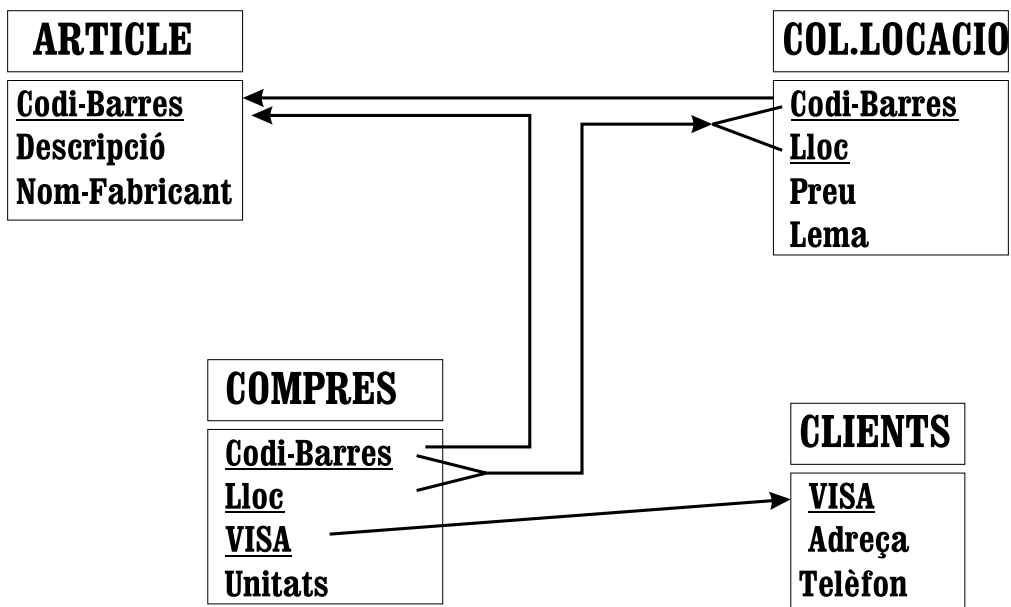 ARTICLE
Codi-Barres
Descripció
Nom-Fabricant
COL.LOCACIO
Codi-Barres
Lloc
Preu
Lema
COMPRES
Codi-Barres
Lloc
VISA
Unitats
CLIENTS
VISA
Adreça
Telèfon